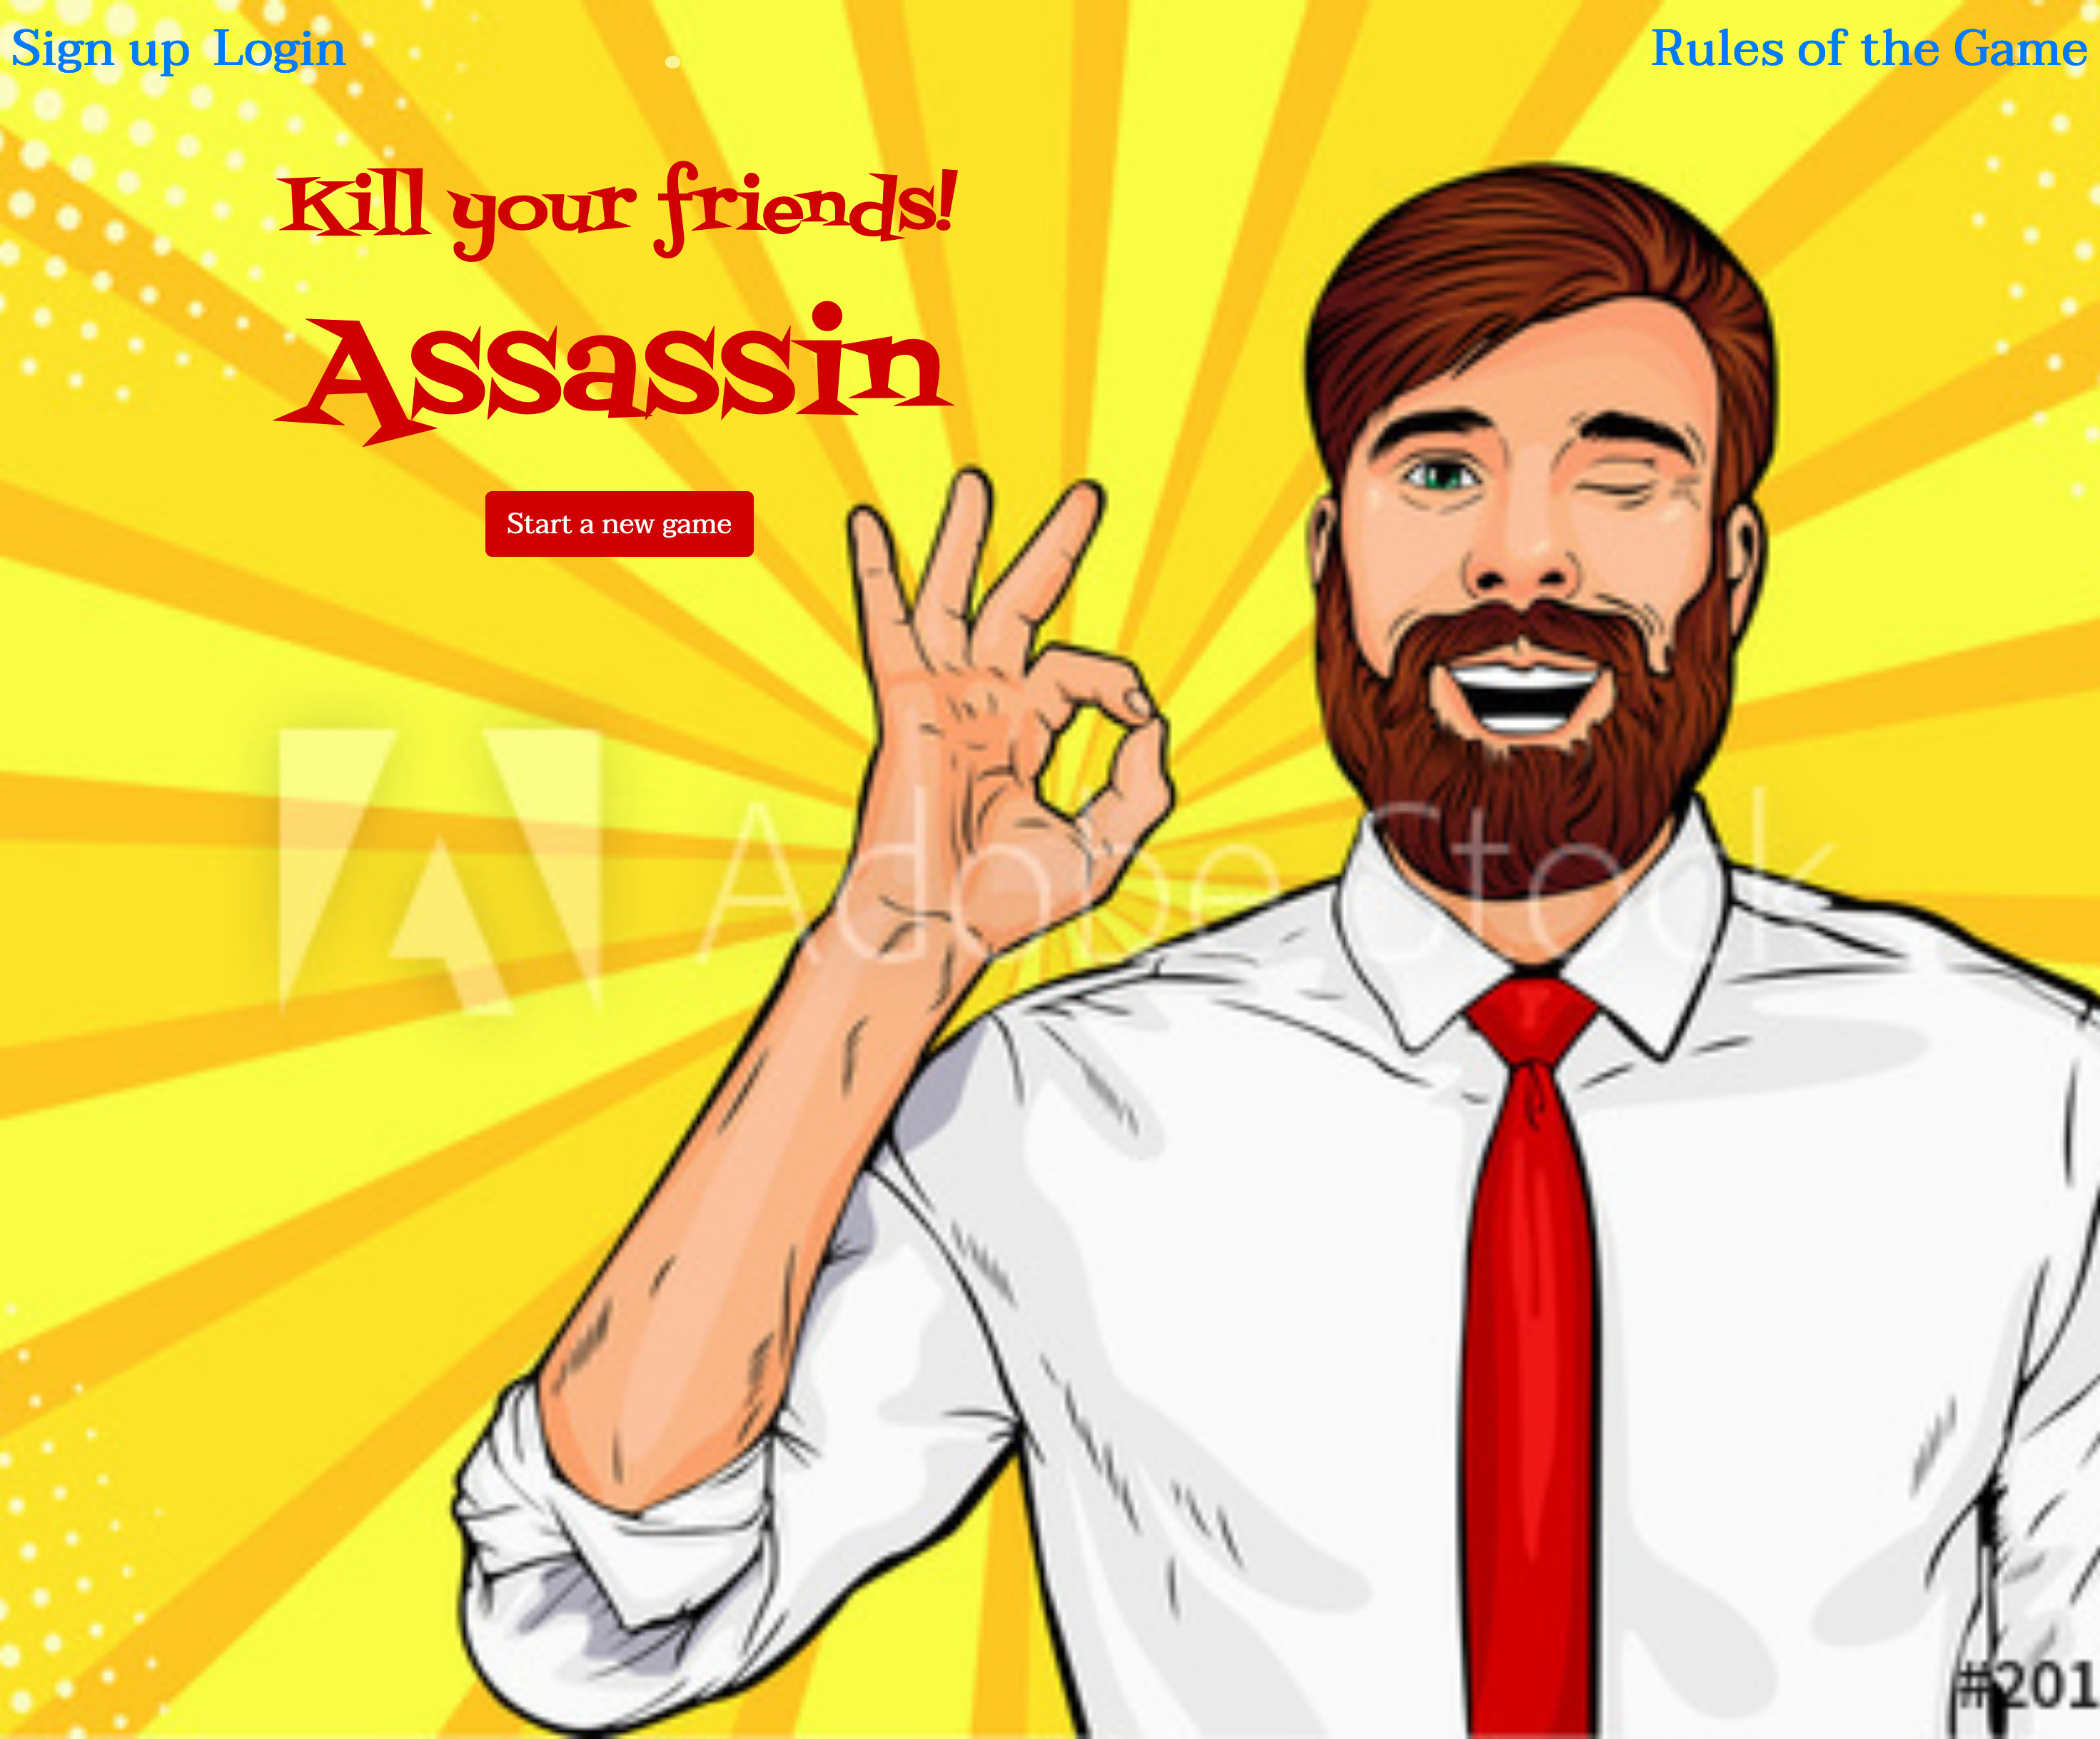 Sign up Login
Rules of the Game
Kill your friends!
Assassin
Start a new game
Adobe Stock
#201